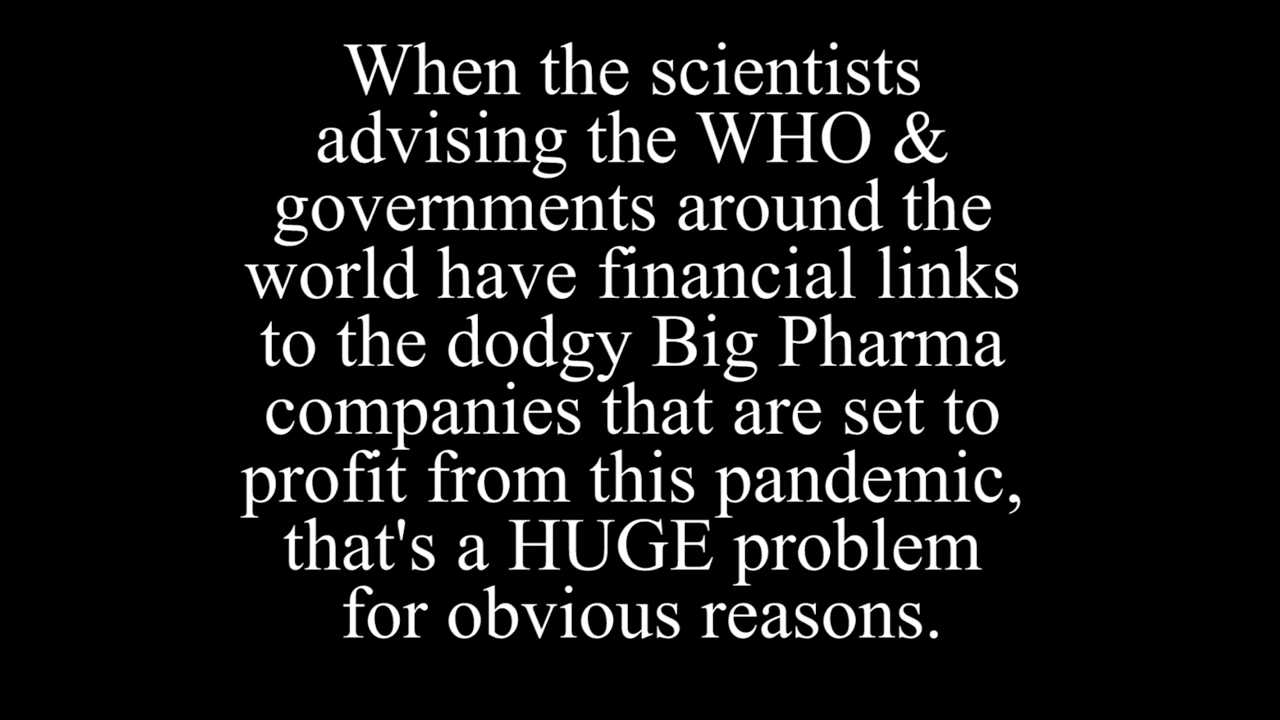 When the scientists
advising the WHO &
governments around the
world have financial links
to the dodgy Big Pharma
companies that are set to
profit from this pandemic,
that's a HUGE problem
for obvious reasons.